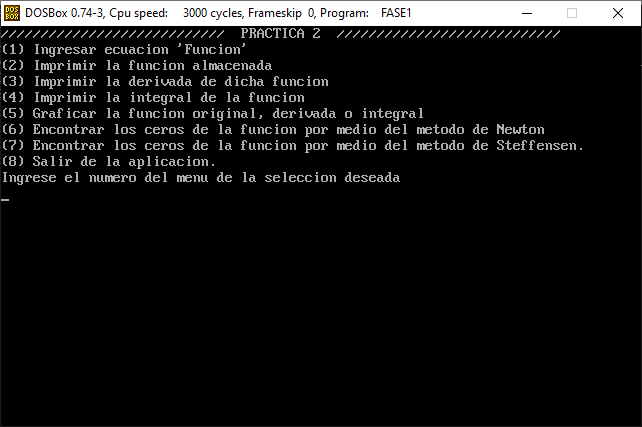 DOSBox 0.74-3, Cpu speed: 3000 cycles, Frameskip 0, Program: FASE1
//////////////////////////// PRACTICA 2 ////////////////////////////
(1) Ingresar ecuacion 'Funcion'
(2) Imprimir la funcion almacenada
(3) Imprimir la derivada de dicha funcion
(4) Imprimir la integral de la funcion
(5) Graficar la funcion original, derivada o integral
(6) Encontrar los ceros de la funcion por medio del metodo de Newton
(7) Encontrar los ceros de la funcion por medio del metodo de Steffensen.
(8) Salir de la aplicacion.
Ingrese el numero del menu de la seleccion deseada